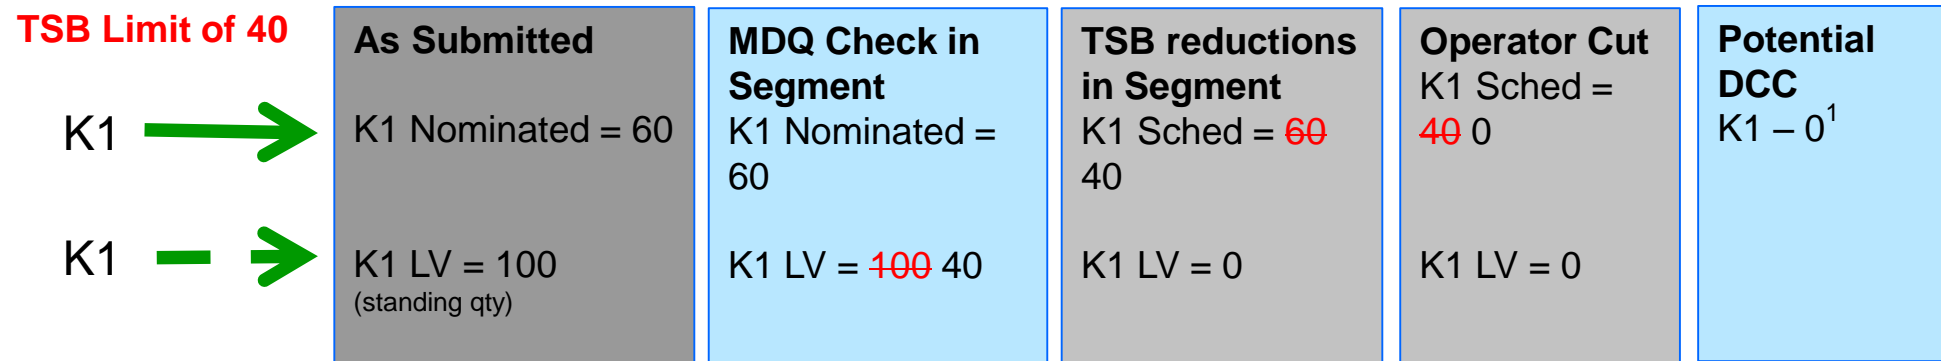 TSB Limit of 40
K1
K1
As Submitted
K1 Nominated = 60
K1 LV = 100
(standing qty)
MDQ Check in
Segment
K1 Nominated =
60
K1 LV = 100 40
TSB reductions
in Segment
K1 Sched = 60
40
K1 LV = 0
Operator Cut
K1 Sched =
40 0
K1 LV = 0
Potential
DCC
K1 – 0¹